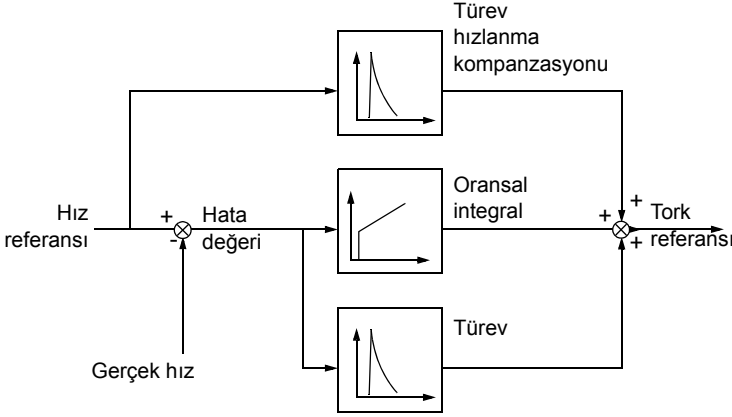 Türev
hızlanma
kompanzasyonu
+
Hız
referansı
+
-
Hata
değeri
Oransal
integral
+
+
Tork
referansı
Gerçek hız
Türev